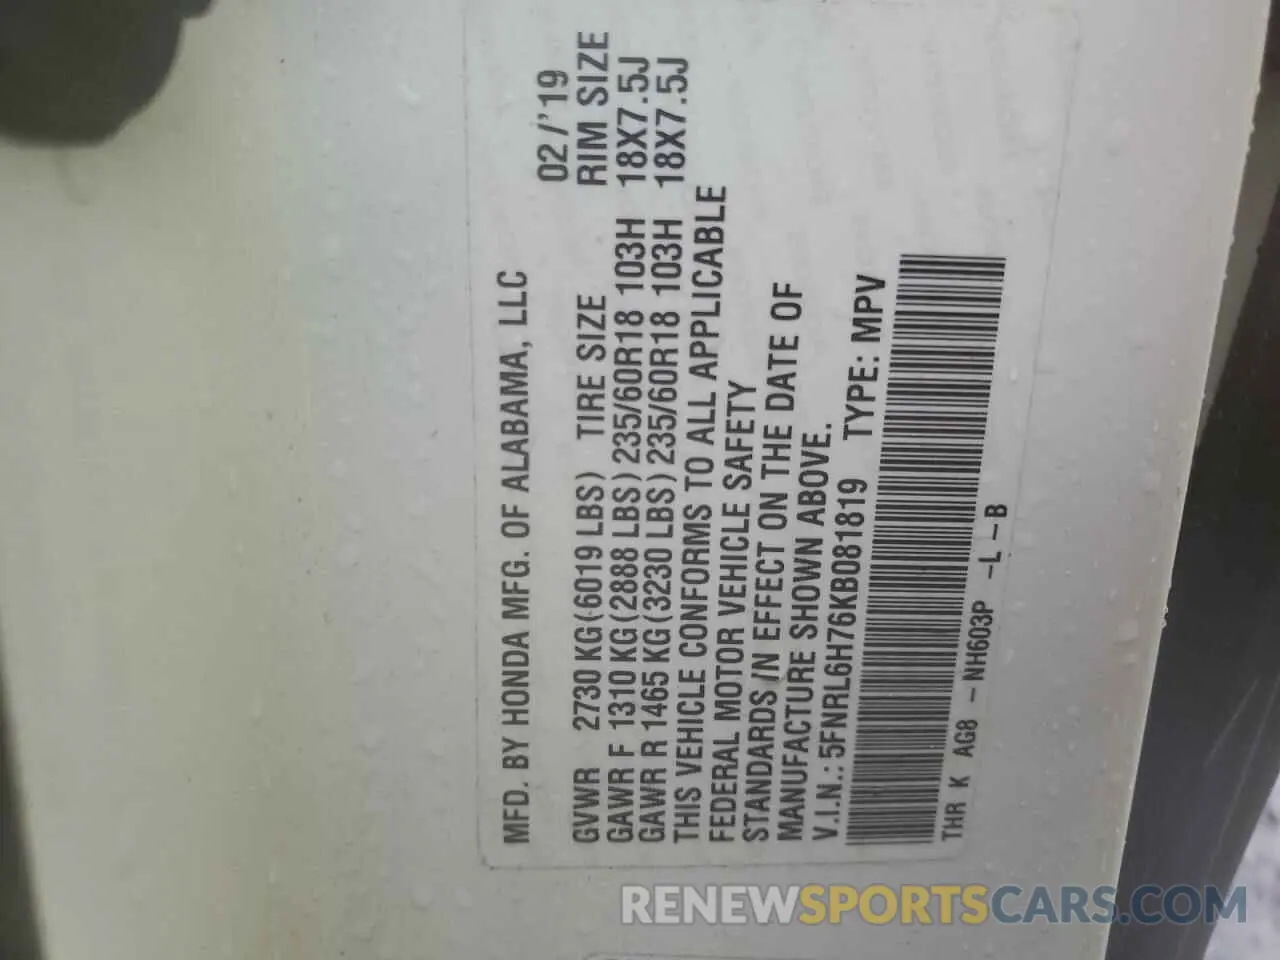 MFD. BY HONDA MFG. OF ALABAMA, LLC
02/'19
GVWR 2730 KG(6019 LBS) TIRE SIZE RIM SIZE
GAWR F 1310 KG(2888 LBS) 235/60R18 103H 18X7.5J
GAWR R 1465 KG(3230 LBS) 235/60R18 103H 18X7.5J
THIS VEHICLE CONFORMS TO ALL APPLICABLE
FEDERAL MOTOR VEHICLE SAFETY
STANDARDS IN EFFECT ON THE DATE OF
MANUFACTURE SHOWN ABOVE.
V.I.N.: 5FNRL6H76KB081819 TYPE: MPV
THR K AG8 - NH603P -L-B
RENEWSPORTSCARS.COM